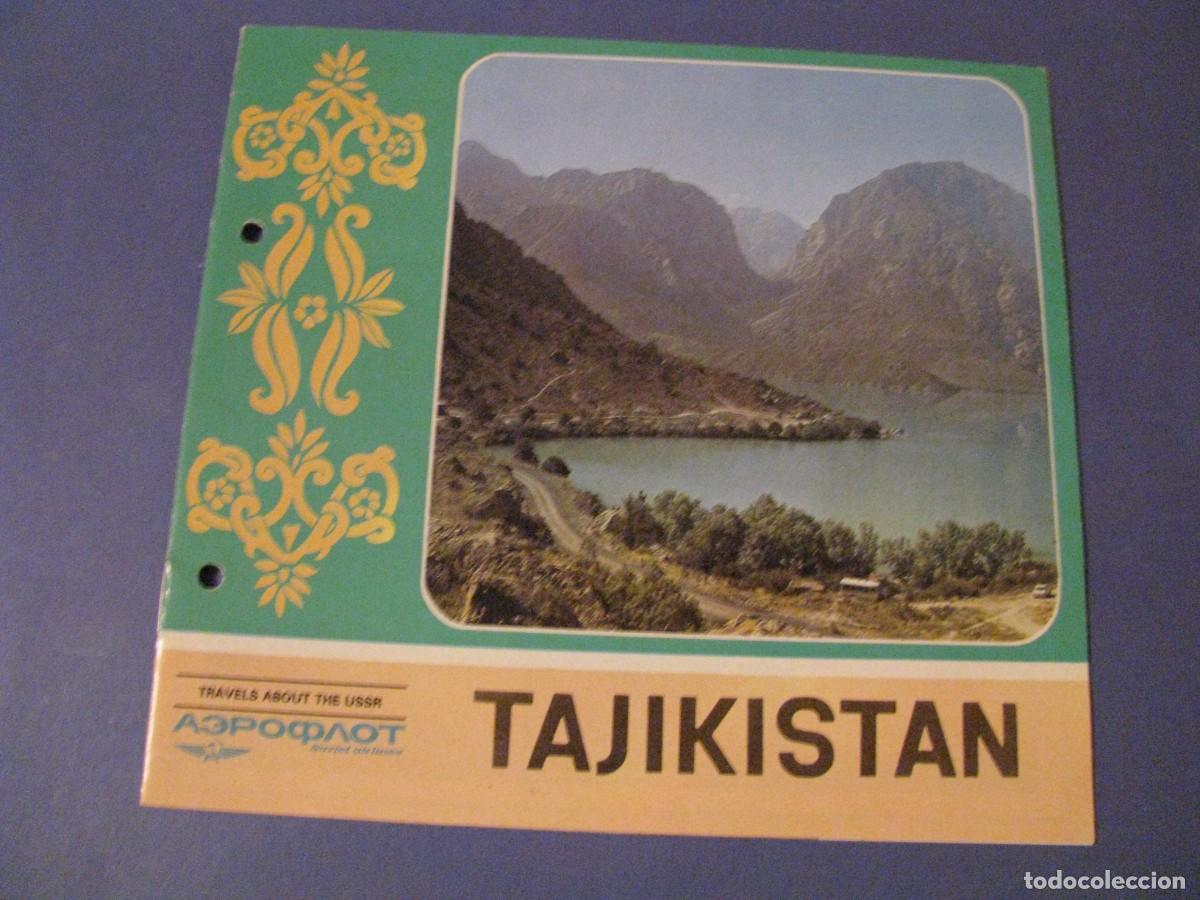 TRAVELS ABOUT THE USSR
АЭРОФЛОТ
Soviet airlines
TAJIKISTAN
todocoleccion